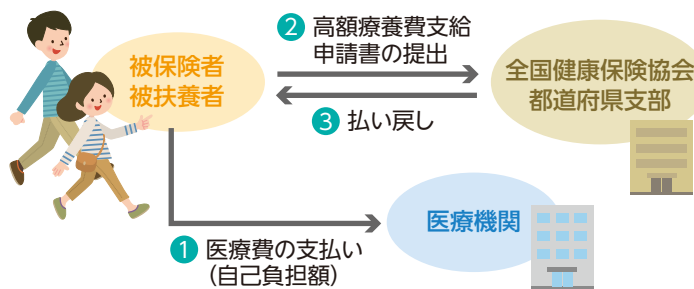 被保険者
被扶養者
2 高額療養費支給
申請書の提出
全国健康保険協会
都道府県支部
3 払い戻し
医療機関
1 医療費の支払い
（自己負担額）